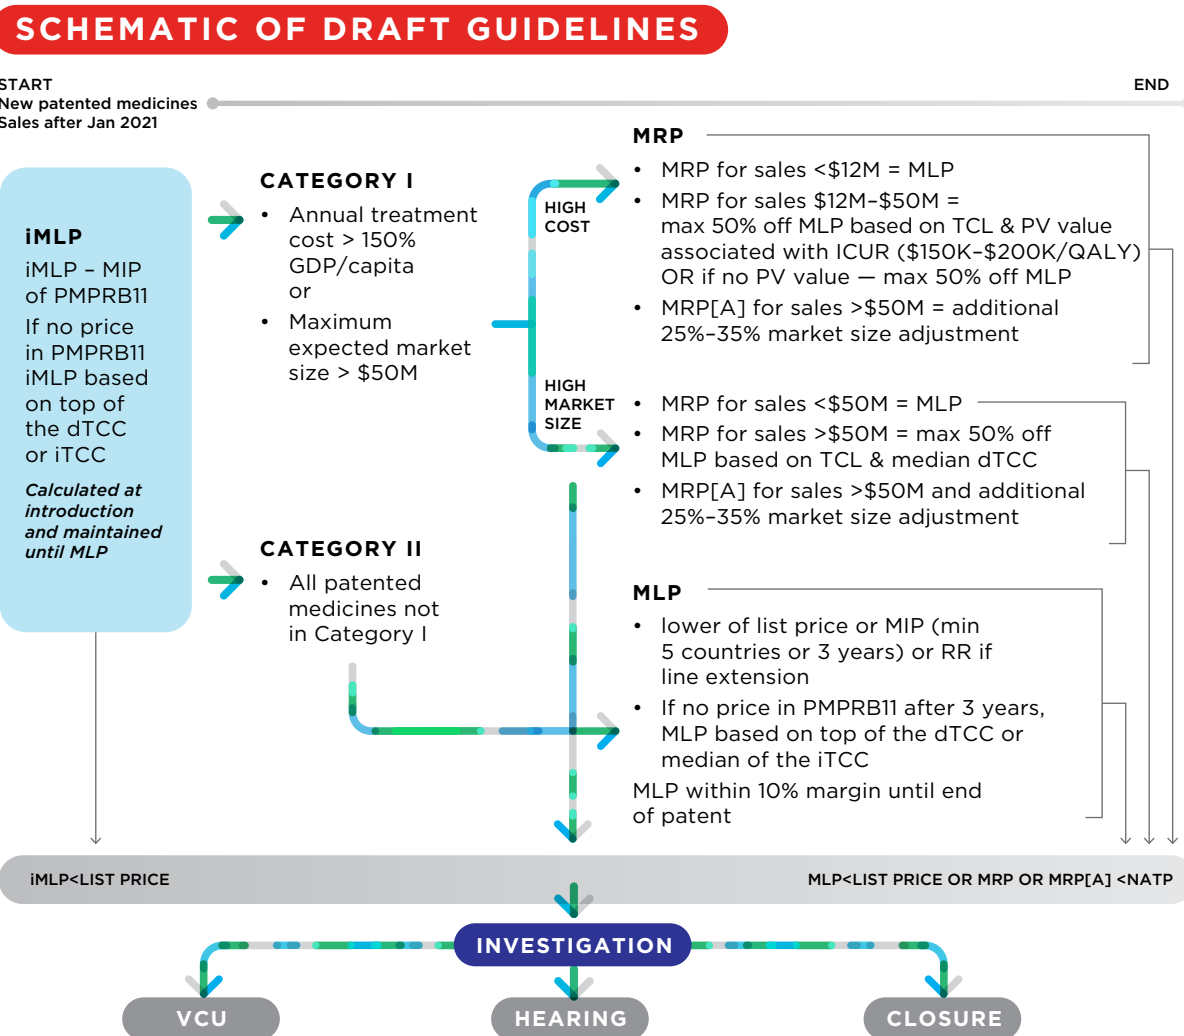 SCHEMATIC OF DRAFT GUIDELINES
START
New patented medicines
Sales after Jan 2021
END
iMLP
iMLP – MIP
of PMPRB11
If no price
in PMPRB11
iMLP based
on top of
the dTCC
or iTCC
Calculated at
introduction
and maintained
until MLP
CATEGORY I
• Annual treatment
cost > 150%
GDP/capita
or
• Maximum
expected market
size > $50M
CATEGORY II
• All patented
medicines not
in Category I
HIGH
COST
HIGH
MARKET
SIZE
MRP
• MRP for sales <$12M = MLP
• MRP for sales $12M–$50M =
max 50% off MLP based on TCL & PV value
associated with ICUR ($150K–$200K/QALY)
OR if no PV value — max 50% off MLP
• MRP[A] for sales >$50M = additional
25%–35% market size adjustment
• MRP for sales <$50M = MLP
• MRP for sales >$50M = max 50% off
MLP based on TCL & median dTCC
• MRP[A] for sales >$50M and additional
25%–35% market size adjustment
MLP
• lower of list price or MIP (min
5 countries or 3 years) or RR if
line extension
• If no price in PMPRB11 after 3 years,
MLP based on top of the dTCC or
median of the iTCC
MLP within 10% margin until end
of patent
iMLP<LIST PRICE
MLP<LIST PRICE OR MRP OR MRP[A] <NATP
INVESTIGATION
VCU
HEARING
CLOSURE